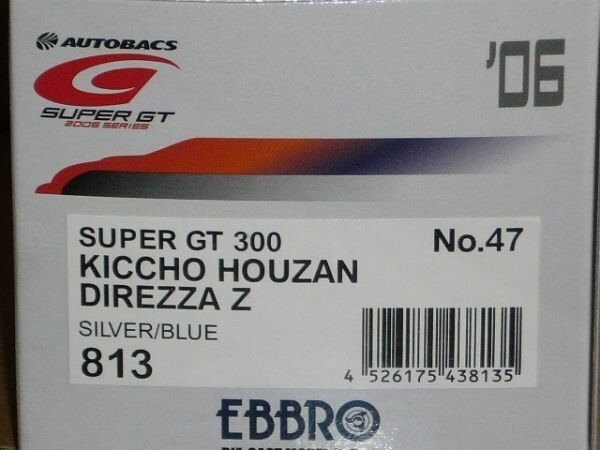 AUTOBACS
'06
SUPER GT
2006 SERIES
SUPER GT 300
No.47
KICCHO HOUZAN
DIREZZA Z
SILVER/BLUE
813
4 526175 438135
EBBRO